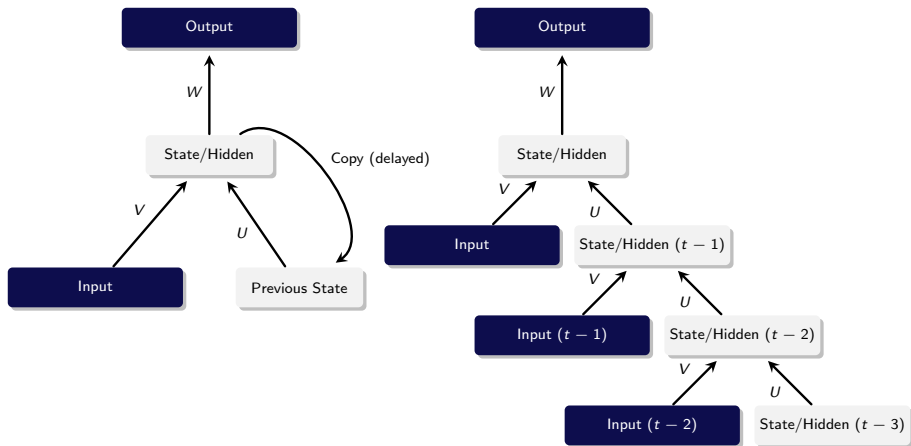 Output
W
State/Hidden
Copy (delayed)
V
U
Input
Previous State
Output
W
State/Hidden
V
U
Input
State/Hidden (t − 1)
V
U
Input (t − 1)
State/Hidden (t − 2)
V
U
Input (t − 2)
State/Hidden (t − 3)